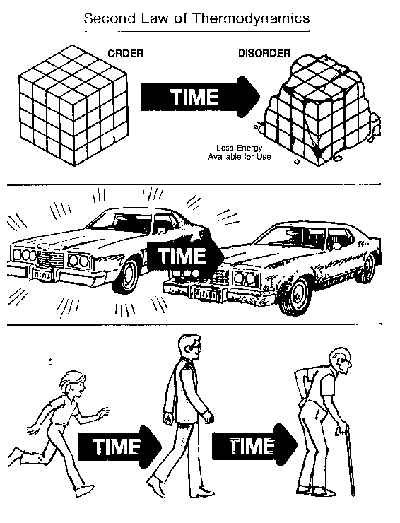 Second Law of Thermodynamics
ORDER
DISORDER
TIME
Less Energy
Available for Use
TIME
TIME
TIME